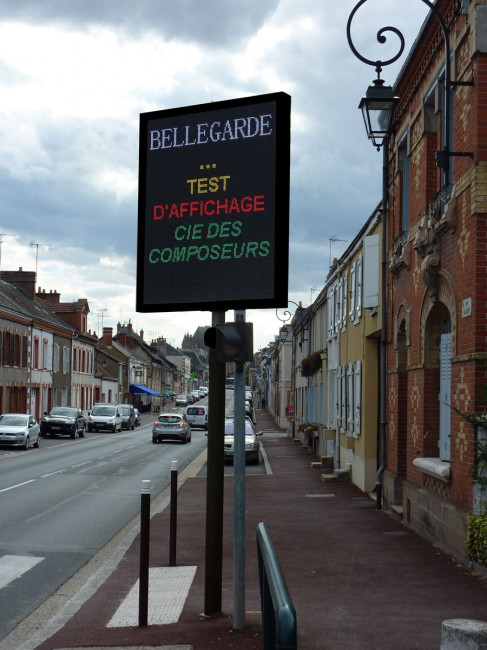 BELLEGARDE
...
TEST
D'AFFICHAGE
CIE DES
COMPOSEURS